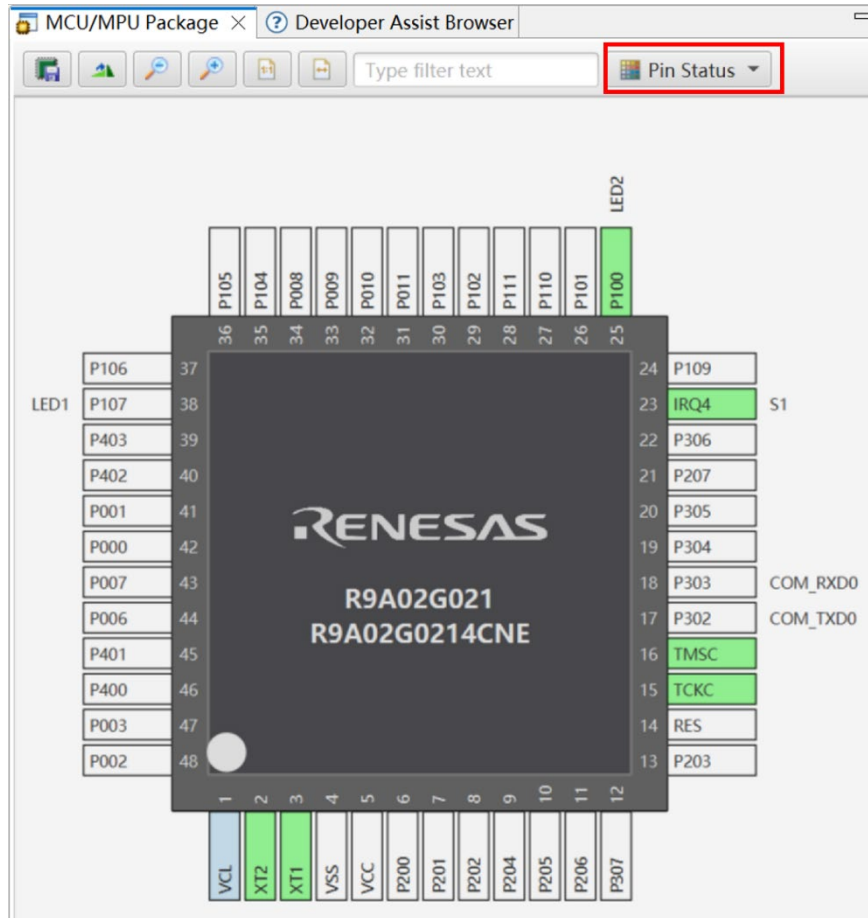 MCU/MPU Package
Developer Assist Browser
Type filter text
Pin Status
LED2
P105
P104
P008
P009
P010
P011
P103
P102
P111
P110
P101
P100
36
35
34
33
32
31
30
29
28
27
26
25
P106 37
LED1 P107 38
P403 39
P402 40
P001 41
P000 42
P007 43
P006 44
P401 45
P400 46
P003 47
P002 48
RENESAS
R9A02G021
R9A02G0214CNE
24 P109
23 IRQ4 S1
22 P306
21 P207
20 P305
19 P304
18 P303 COM_RXD0
17 P302 COM_TXD0
16 TMSC
15 TCKC
14 RES
13 P203
1
2
3
4
5
6
7
8
9
10
11
12
VCL
XT2
XT1
VSS
VCC
P200
P201
P202
P204
P205
P206
P307